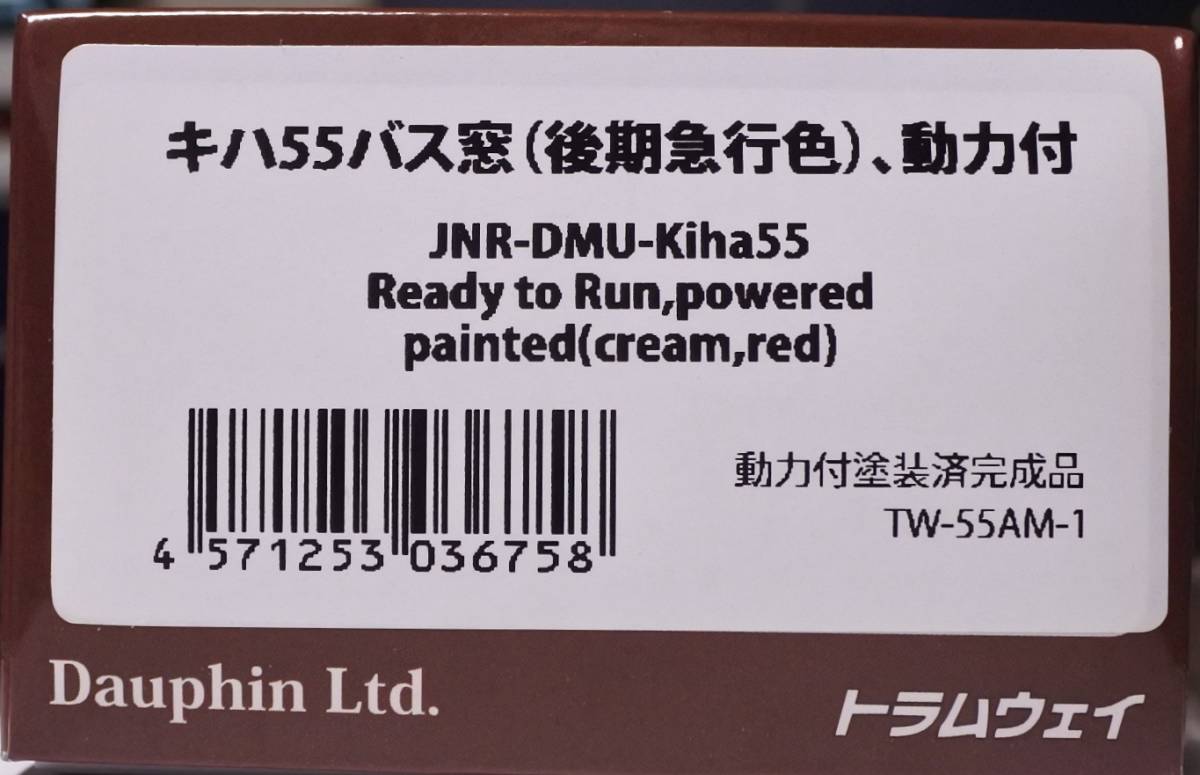 キハ55バス窓(後期急行色)、動力付
JNR-DMU-Kiha55
Ready to Run,powered
painted(cream,red)
動力付塗装済完成品
TW-55AM-1
4 571253 036758
Dauphin Ltd.
トラムウェイ